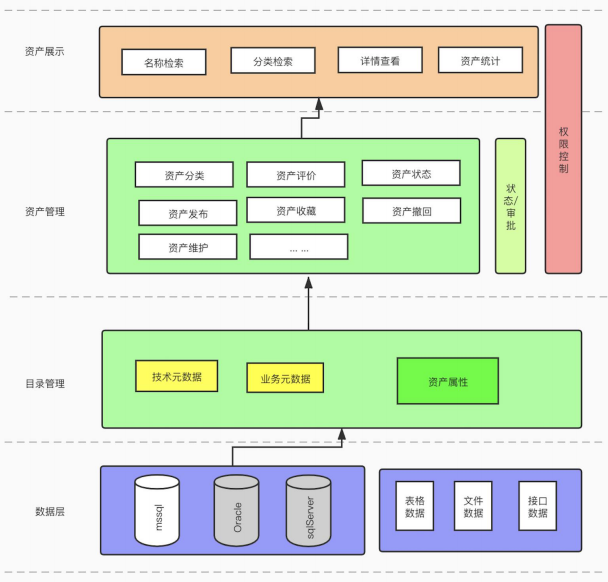 资产展示
名称检索
分类检索
详情查看
资产统计
权
限
控
制
资产管理
资产分类
资产评价
资产状态
资产发布
资产收藏
资产撤回
资产维护
... ...
状
态/
审
批
目录管理
技术元数据
业务元数据
资产属性
数据层
mssql
Oracle
sqlServer
表格
数据
文件
数据
接口
数据